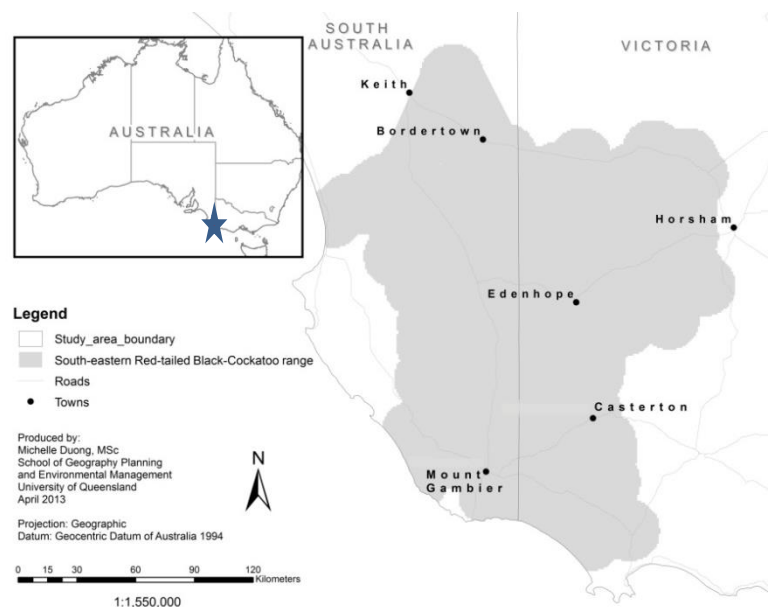 SOUTH
AUSTRALIA
VICTORIA
Keith
Bordertown
AUSTRALIA
Horsham
Edenhope
Legend
Study_area_boundary
South-eastern Red-tailed Black-Cockatoo range
Roads
Towns
Casterton
Produced by:
Michelle Duong, MSc
School of Geography Planning
and Environmental Management
University of Queensland
April 2013
N
Mount
Gambier
Projection: Geographic
Datum: Geocentric Datum of Australia 1994
0 15 30 60 90 120
Kilometers
1:1,550,000